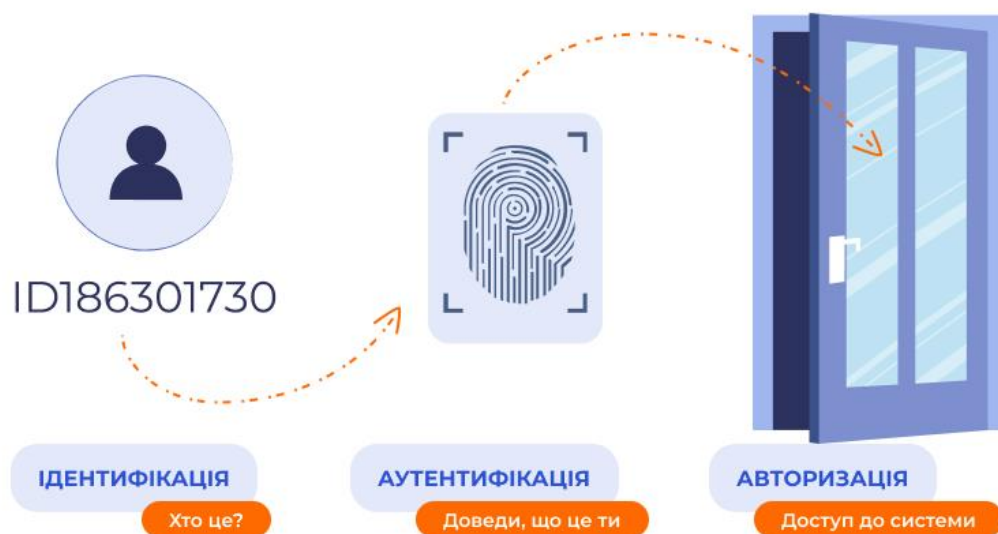 ID186301730
ІДЕНТИФІКАЦІЯ
Хто це?
АУТЕНТИФІКАЦІЯ
Доведи, що це ти
АВТОРИЗАЦІЯ
Доступ до системи